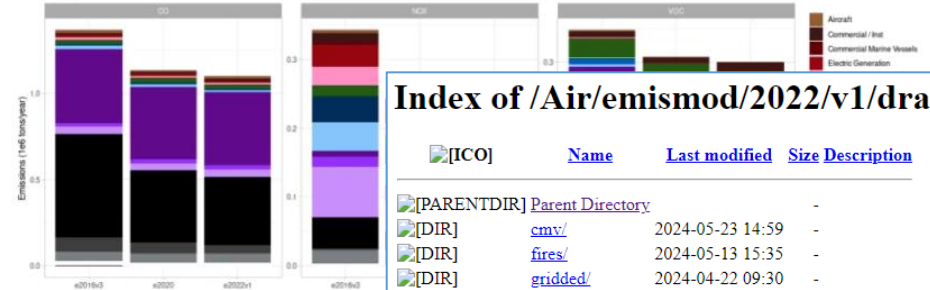 CO
NOX
VOC
Aircraft
Commercial / Inst
Commercial Marine Vessels
Electric Generation
Emissions (1e6 tons/year)
1.0
0.5
0.0
0.3
0.2
0.1
0.0
0.3
e2016v3
e2020
e2022v1
e2016v3
Index of /Air/emismod/2022/v1/dra
[ICO] Name Last modified Size Description
[PARENTDIR] Parent Directory -
[DIR] cmv/ 2024-05-23 14:59 -
[DIR] fires/ 2024-05-13 15:35 -
[DIR] gridded/ 2024-04-22 09:30 -